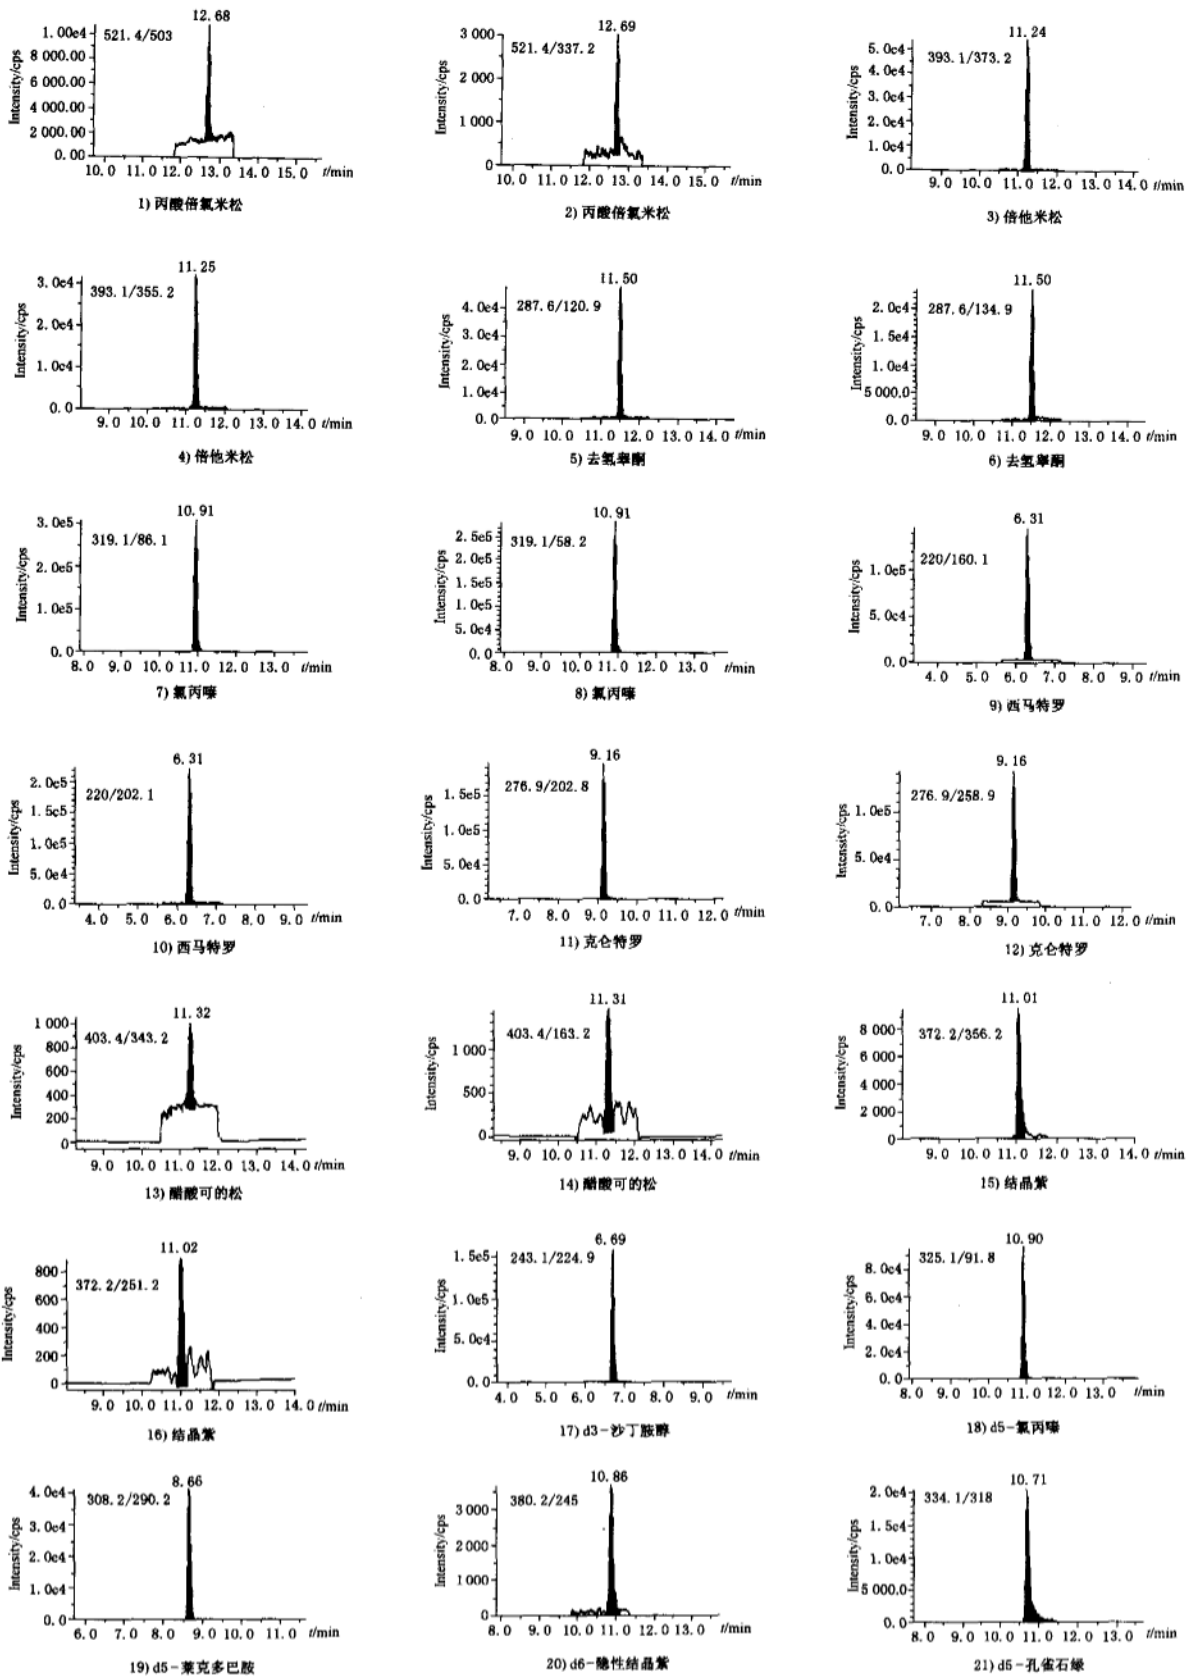 12.68
1.00e4
521.4/503
8 000.00
6 000.00
4 000.00
2 000.00
0.00
Intensity/cps
10.0 11.0 12.0 13.0 14.0 15.0 t/min
1) 丙酸倍氯米松
12.69
3 000
521.4/337.2
2 000
1 000
0
Intensity/cps
10.0 11.0 12.0 13.0 14.0 15.0 t/min
2) 丙酸倍氯米松
11.24
5.0e4
393.1/373.2
4.0e4
3.0e4
2.0e4
1.0e4
0.0
Intensity/cps
9.0 10.0 11.0 12.0 13.0 14.0 t/min
3) 倍他米松
11.25
3.0e4
393.1/355.2
2.0e4
1.0e4
0.0
Intensity/cps
9.0 10.0 11.0 12.0 13.0 14.0 t/min
4) 倍他米松
11.50
4.0e4
287.6/120.9
3.0e4
2.0e4
1.0e4
0.0
Intensity/cps
9.0 10.0 11.0 12.0 13.0 14.0 t/min
5) 去氢睾酮
11.50
2.0e4
287.6/134.9
1.5e4
1.0e4
5 000.0
0.0
Intensity/cps
9.0 10.0 11.0 12.0 13.0 14.0 t/min
6) 去氢睾酮
10.91
3.0e5
319.1/86.1
2.0e5
1.0e5
0.0
Intensity/cps
8.0 9.0 10.0 11.0 12.0 13.0 t/min
7) 氯丙嗪
10.91
2.5e5
319.1/58.2
2.0e5
1.5e5
1.0e5
5.0e4
0.0
Intensity/cps
8.0 9.0 10.0 11.0 12.0 13.0 t/min
8) 氯丙嗪
6.31
220/160.1
1.0e5
5.0e4
0.0
Intensity/cps
4.0 5.0 6.0 7.0 8.0 9.0 t/min
9) 西马特罗
6.31
2.0e5
220/202.1
1.5e5
1.0e5
5.0e4
0.0
Intensity/cps
4.0 5.0 6.0 7.0 8.0 9.0 t/min
10) 西马特罗
9.16
276.9/202.8
1.5e5
1.0e5
5.0e4
0.0
Intensity/cps
7.0 8.0 9.0 10.0 11.0 12.0 t/min
11) 克仑特罗
9.16
276.9/258.9
1.0e5
5.0e4
0.0
Intensity/cps
7.0 8.0 9.0 10.0 11.0 12.0 t/min
12) 克仑特罗
11.32
1 000
403.4/343.2
800
600
400
200
0
Intensity/cps
9.0 10.0 11.0 12.0 13.0 14.0 t/min
13) 醋酸可的松
11.31
403.4/163.2
1 000
500
0
Intensity/cps
9.0 10.0 11.0 12.0 13.0 14.0 t/min
14) 醋酸可的松
11.01
8 000
372.2/356.2
6 000
4 000
2 000
0
Intensity/cps
9.0 10.0 11.0 12.0 13.0 14.0 t/min
15) 结晶紫
11.02
800
372.2/251.2
600
400
200
0
Intensity/cps
9.0 10.0 11.0 12.0 13.0 14.0 t/min
16) 结晶紫
6.69
1.5e5
243.1/224.9
1.0e5
5.0e4
0.0
Intensity/cps
4.0 5.0 6.0 7.0 8.0 9.0 t/min
17) d3-沙丁胺醇
10.90
325.1/91.8
8.0e4
6.0e4
4.0e4
2.0e4
0.0
Intensity/cps
8.0 9.0 10.0 11.0 12.0 13.0 t/min
18) d5-氯丙嗪
8.66
4.0e4
308.2/290.2
3.0e4
2.0e4
1.0e4
0.0
Intensity/cps
6.0 7.0 8.0 9.0 10.0 11.0 t/min
19) d5-莱克多巴胺
10.86
380.2/245
3 000
2 000
1 000
0
Intensity/cps
8.0 9.0 10.0 11.0 12.0 13.0 t/min
20) d6-隐性结晶紫
10.71
2.0e4
334.1/318
1.5e4
1.0e4
5 000.0
0.0
Intensity/cps
8.0 9.0 10.0 11.0 12.0 13.0 t/min
21) d5-孔雀石绿